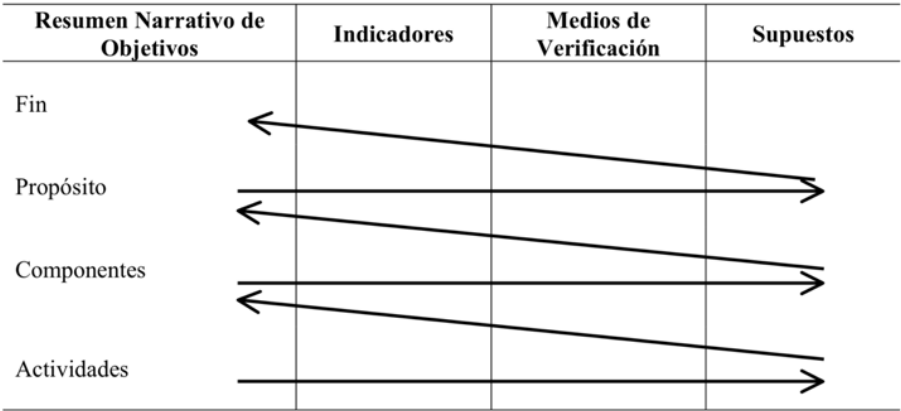 Resumen Narrativo de
Objetivos
Indicadores
Medios de
Verificación
Supuestos
Fin
Propósito
Componentes
Actividades